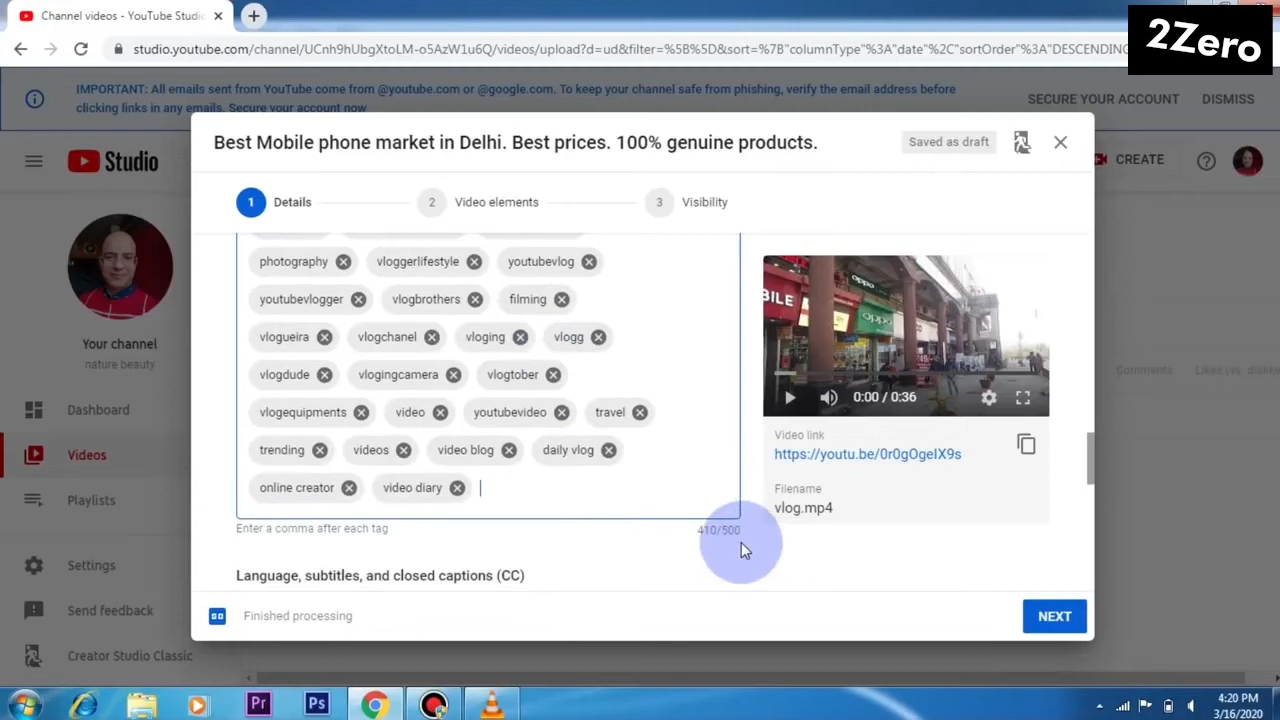 Channel videos - YouTube Studio
2Zero
studio.youtube.com/channel/UCnh9hUbgXtoLM-o5AzW1u6Q/videos/upload?d=ud&filter=%5B%5D&sort=%7B"columnType"%3A"date"%2C"sortOrder"%3A"DESCENDING
IMPORTANT: All emails sent from YouTube come from @youtube.com or @google.com. To keep your channel safe from phishing, verify the email address before
clicking links in any emails. Secure your account now
SECURE YOUR ACCOUNT
DISMISS
Best Mobile phone market in Delhi. Best prices. 100% genuine products.
Saved as draft
Studio
CREATE
1 Details
2 Video elements
3 Visibility
photography
vloggerlifestyle
youtubevlog
youtubevlogger
vlogbrothers
filming
vlogueira
vlogchanel
vloging
vlogg
vlogdude
vlogingcamera
vlogtober
vlogequipments
video
youtubevideo
travel
trending
videos
video blog
daily vlog
online creator
video diary
Enter a comma after each tag
410/500
Language, subtitles, and closed captions (CC)
oppo
oppo
0:00 / 0:36
Video link
https://youtu.be/0r0gOgeIX9s
Filename
vlog.mp4
Your channel
nature beauty
Dashboard
Videos
Playlists
Settings
Send feedback
Creator Studio Classic
Comments
Likes (vs. dislike
SD
Finished processing
NEXT
Pr
Ps
4:20 PM
3/16/2020